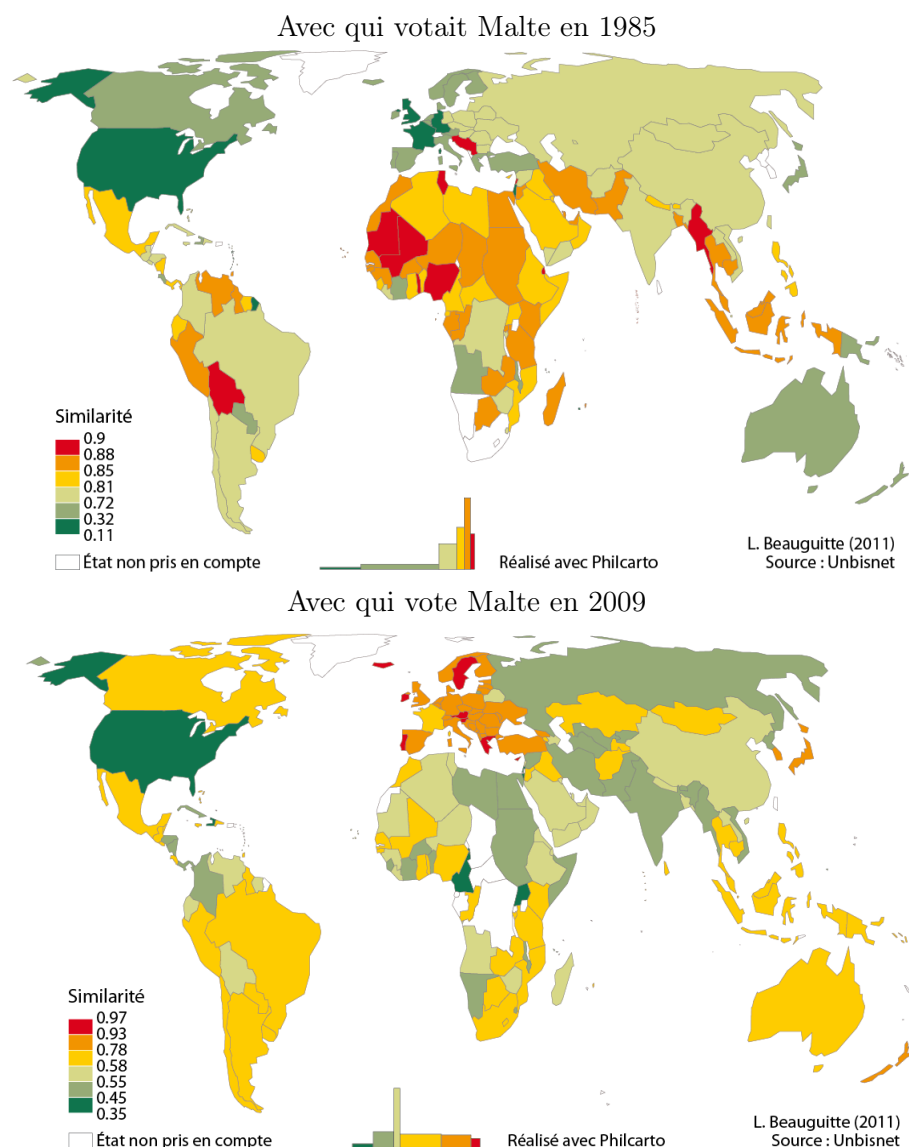 Avec qui votait Malte en 1985
Similarité
0.9
0.88
0.85
0.81
0.72
0.32
0.11
État non pris en compte
Réalisé avec Philcarto
L. Beauguitte (2011)
Source : Unbisnet
Avec qui vote Malte en 2009
Similarité
0.97
0.93
0.78
0.58
0.55
0.45
0.35
État non pris en compte
Réalisé avec Philcarto
L. Beauguitte (2011)
Source : Unbisnet